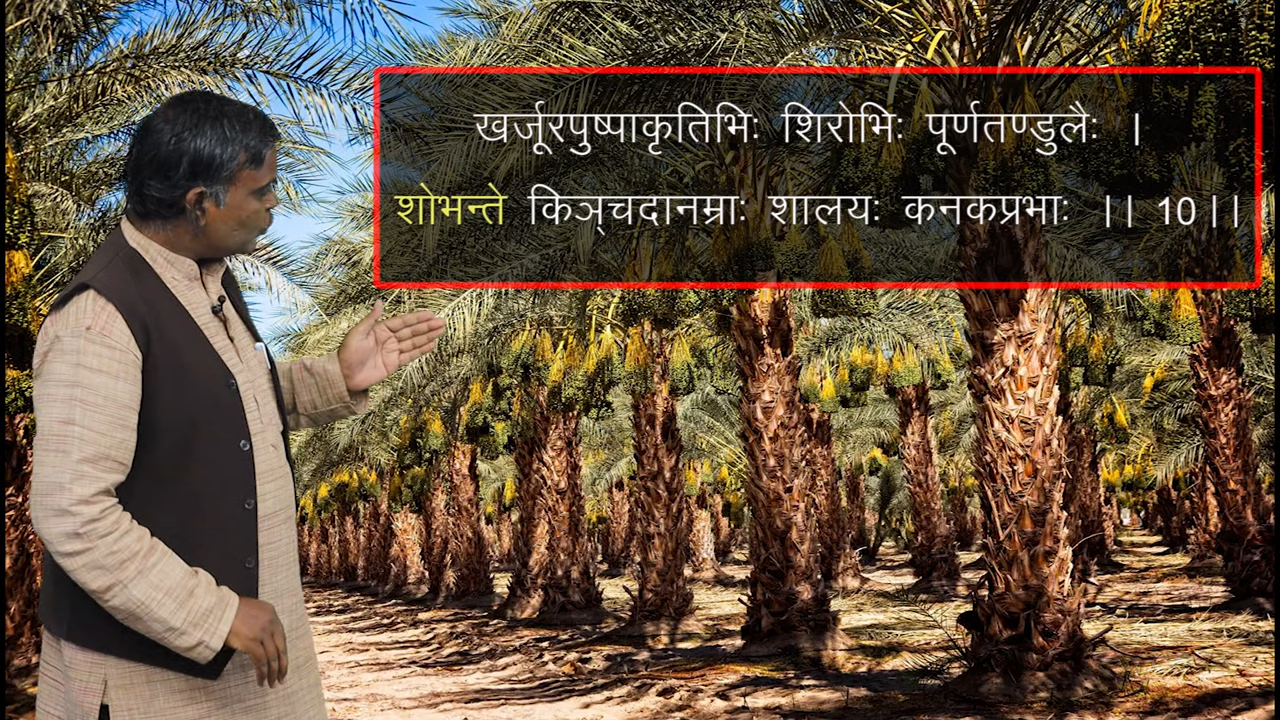 खर्जूरपुष्पाकृतिभिः शिरोभिः पूर्णतण्डुलैः ।
शोभन्ते किञ्चदानम्राः शालयः कनकप्रभाः ।। 10 ।।